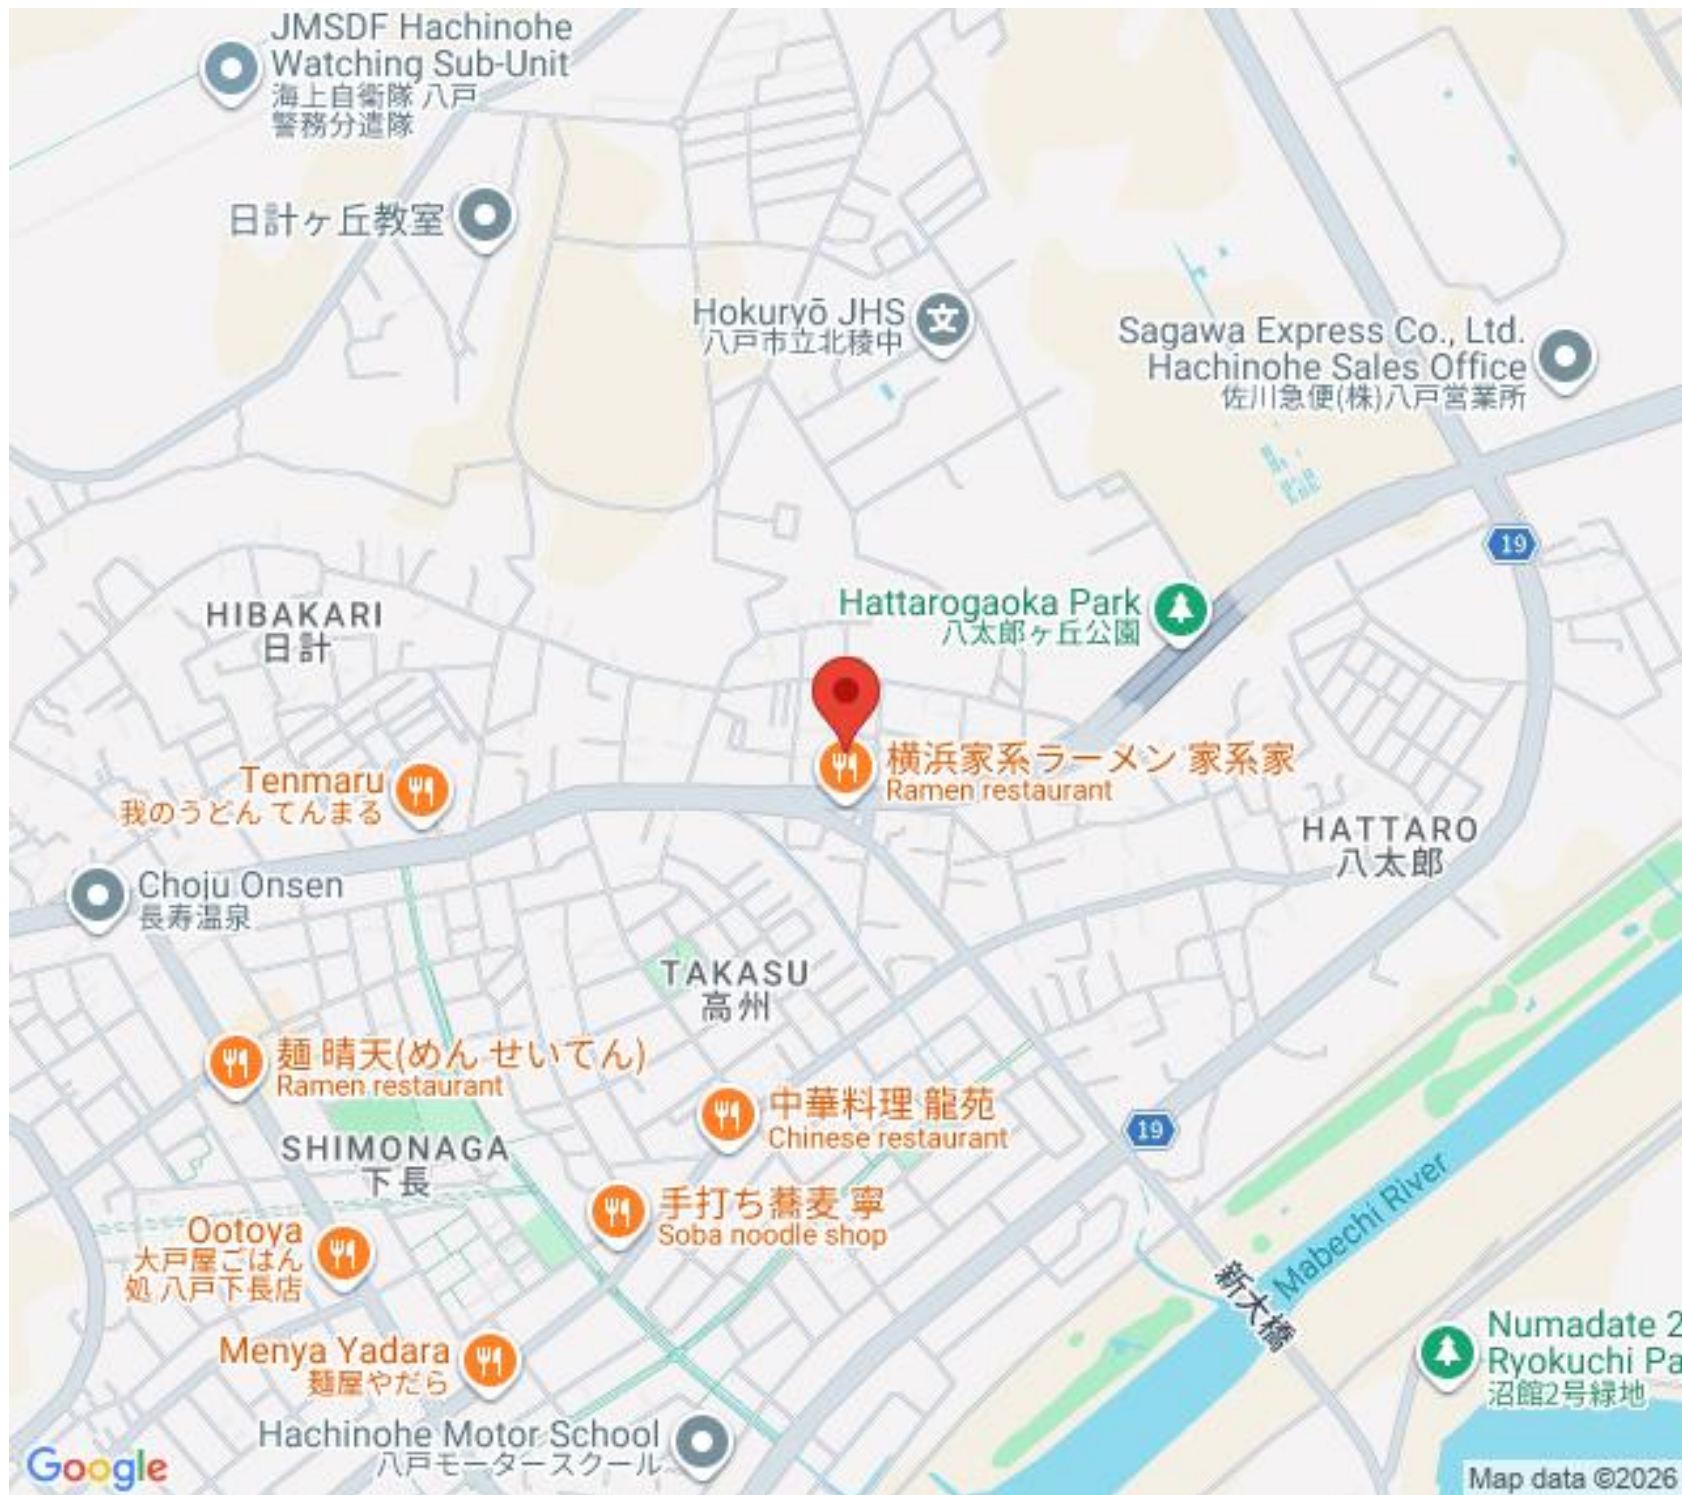 JMSDF Hachinohe
Watching Sub-Unit
海上自衛隊 八戸
警務分遣隊
日計ヶ丘教室
Hokuryō JHS
八戸市立北稜中
Sagawa Express Co., Ltd.
Hachinohe Sales Office
佐川急便(株)八戸営業所
19
HIBAKARI
日計
Hattarogaoka Park
八太郎ヶ丘公園
横浜家系ラーメン 家系家
Ramen restaurant
Tenmaru
我のうどん てんまる
HATTARO
八太郎
Choju Onsen
長寿温泉
TAKASU
高州
麺 晴天(めん せいてん)
Ramen restaurant
中華料理 龍苑
Chinese restaurant
19
SHIMONAGA
下長
手打ち蕎麦 寧
Soba noodle shop
Mabechi River
Ootoya
大戸屋ごはん
処 八戸下長店
新大橋
Numadate 2
Ryokuchi Pa
沼館2号緑地
Menya Yadara
麺屋やだら
Hachinohe Motor School
八戸モータースクール
Google
Map data ©2026